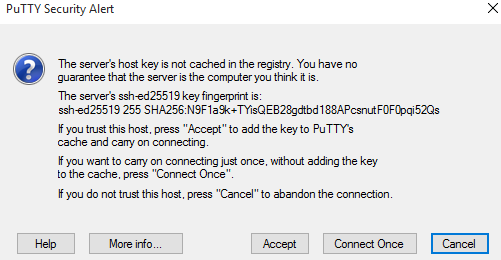 PuTTY Security Alert
The server's host key is not cached in the registry. You have no
guarantee that the server is the computer you think it is.
The server's ssh-ed25519 key fingerprint is:
ssh-ed25519 255 SHA256:N9F1a9k+TYisQEB28gdtbd188APcsnutF0F0pqi52Qs
If you trust this host, press "Accept" to add the key to PuTTY's
cache and carry on connecting.
If you want to carry on connecting just once, without adding the key
to the cache, press "Connect Once".
If you do not trust this host, press "Cancel" to abandon the connection.
Help More info... Accept Connect Once Cancel